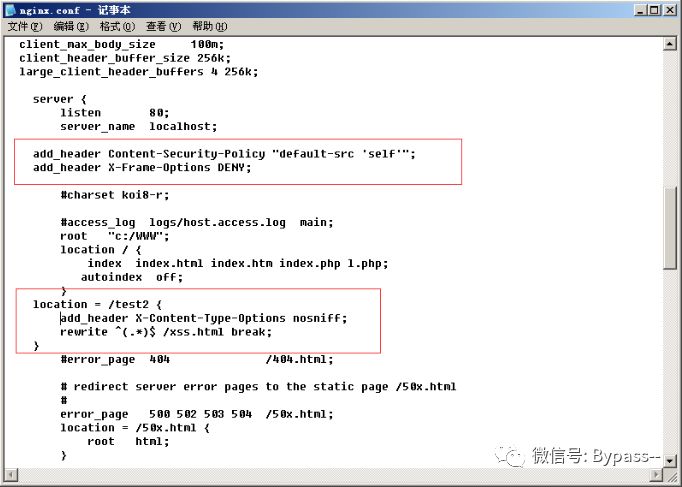 nginx.conf - 记事本
文件(F) 编辑(E) 格式(O) 查看(V) 帮助(H)
client_max_body_size 100m;
client_header_buffer_size 256k;
large_client_header_buffers 4 256k;
server {
listen 80;
server_name localhost;
add_header Content-Security-Policy "default-src 'self'";
add_header X-Frame-Options DENY;
#charset koi8-r;
#access_log logs/host.access.log main;
root "c:/WWW";
location / {
index index.html index.htm index.php l.php;
autoindex off;
}
location = /test2 {
add_header X-Content-Type-Options nosniff;
rewrite ^(.*)$ /xss.html break;
}
#error_page 404 /404.html;
# redirect server error pages to the static page /50x.html
#
error_page 500 502 503 504 /50x.html;
location = /50x.html {
root html;
}
微信号: Bypass--